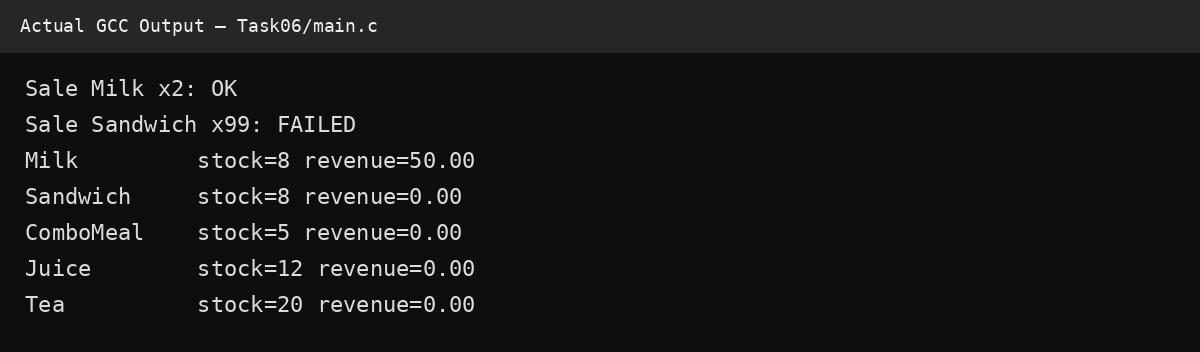 Actual GCC Output — Task06/main.c
Sale Milk x2: OK
Sale Sandwich x99: FAILED
Milk         stock=8 revenue=50.00
Sandwich     stock=8 revenue=0.00
ComboMeal    stock=5 revenue=0.00
Juice        stock=12 revenue=0.00
Tea          stock=20 revenue=0.00